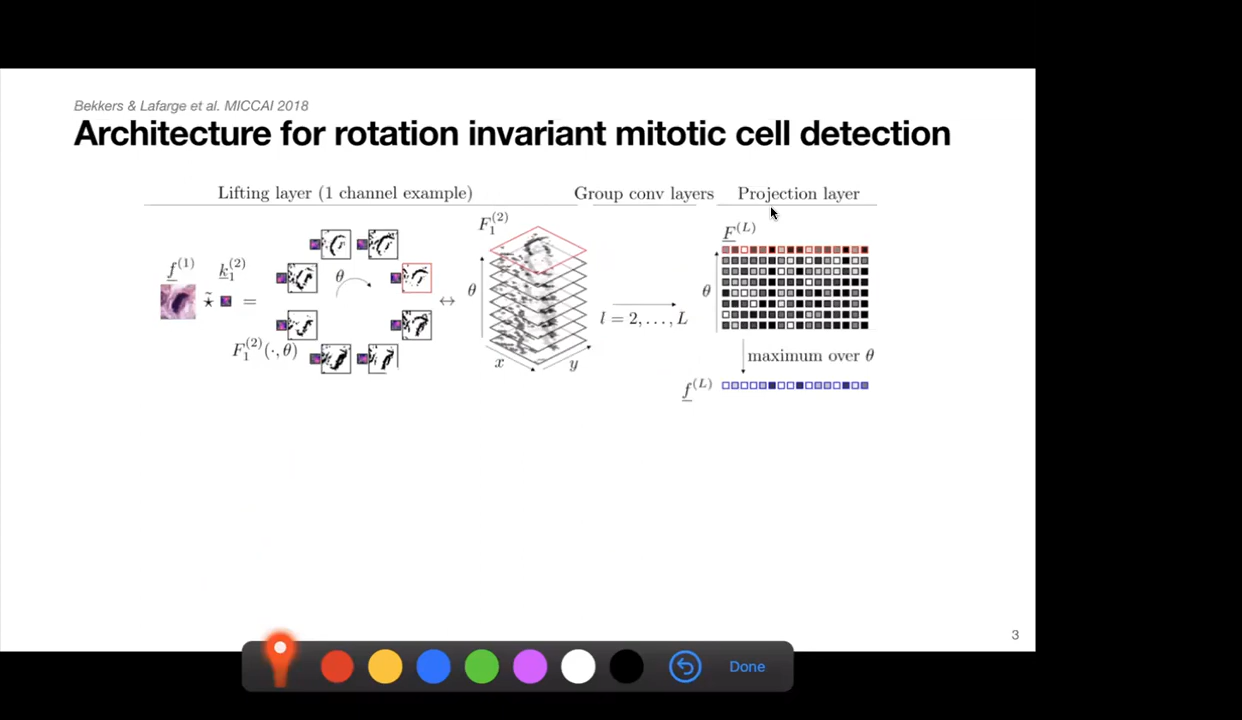 Bekkers & Lafarge et al. MICCAI 2018
Architecture for rotation invariant mitotic cell detection
Lifting layer (1 channel example)
Group conv layers
Projection layer
f^(1) ⋆̃ k_1^(2) =
θ
F_1^(2)(·, θ)
↔
F_1^(2)
θ
x
y
l = 2, . . . , L
F^(L)
θ
maximum over θ
f^(L)
3
Done